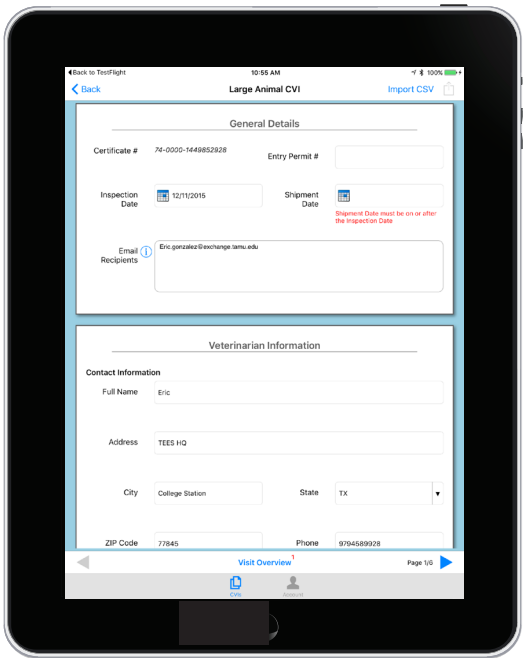 Back to TestFlight 10:55 AM 100%
Back Large Animal CVI Import CSV
General Details
Certificate # 74-0000-1449852928 Entry Permit #
Inspection Date 12/11/2015 Shipment Date
Shipment Date must be on or after
the Inspection Date
Email Recipients Eric.gonzalez@exchange.tamu.edu
Veterinarian Information
Contact Information
Full Name Eric
Address TEES HQ
City College Station State TX
ZIP Code 77845 Phone 9794589928
Visit Overview 1 Page 1/6
CVIs Account